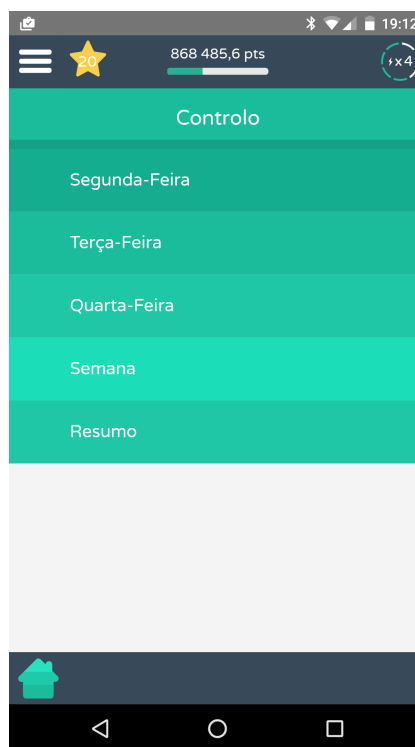 19:12
20
868 485,6 pts
x4
Controlo
Segunda-Feira
Terça-Feira
Quarta-Feira
Semana
Resumo